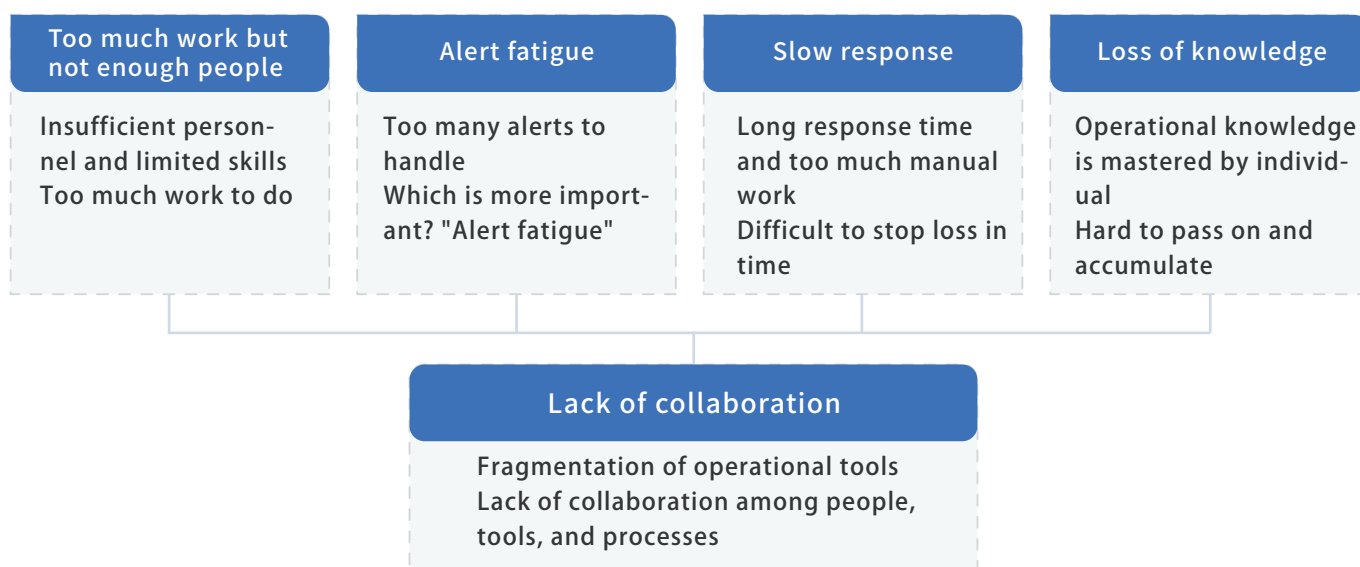 Too much work but
not enough people
Insufficient person-
nel and limited skills
Too much work to do
Alert fatigue
Too many alerts to
handle
Which is more import-
ant? "Alert fatigue"
Slow response
Long response time
and too much manual
work
Difficult to stop loss in
time
Loss of knowledge
Operational knowledge
is mastered by individ-
ual
Hard to pass on and
accumulate
Lack of collaboration
Fragmentation of operational tools
Lack of collaboration among people,
tools, and processes